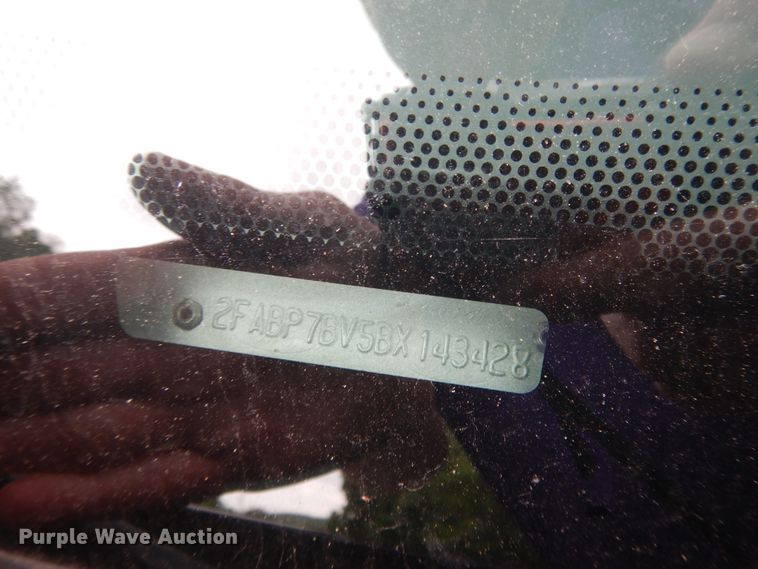 2FABP7BV5BX143428
Purple Wave Auction